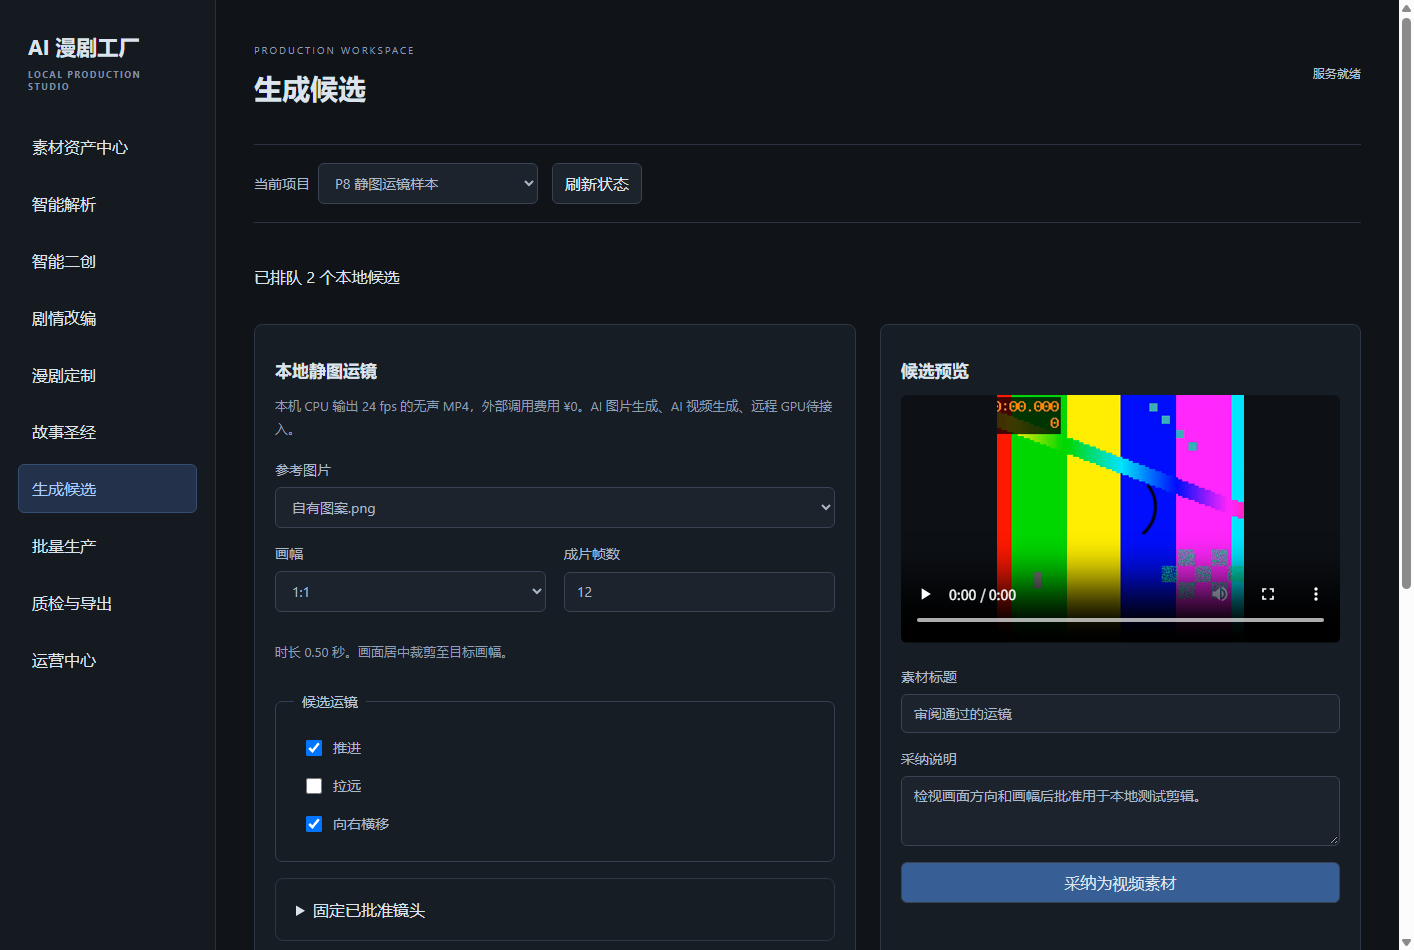 AI 漫剧工厂
LOCAL PRODUCTION
STUDIO
素材资产中心
智能解析
智能二创
剧情改编
漫剧定制
故事圣经
生成候选
批量生产
质检与导出
运营中心
PRODUCTION WORKSPACE
生成候选
服务就绪
当前项目
P8 静图运镜样本
刷新状态
已排队 2 个本地候选
本地静图运镜
本机 CPU 输出 24 fps 的无声 MP4，外部调用费用 ¥0。AI 图片生成、AI 视频生成、远程 GPU待接
入。
参考图片
自有图案.png
画幅
成片帧数
1:1
12
时长 0.50 秒。画面居中裁剪至目标画幅。
候选运镜
推进
拉远
向右横移
固定已批准镜头
候选预览
0:00.000
0
0:00 / 0:00
素材标题
审阅通过的运镜
采纳说明
检视画面方向和画幅后批准用于本地测试剪辑。
采纳为视频素材